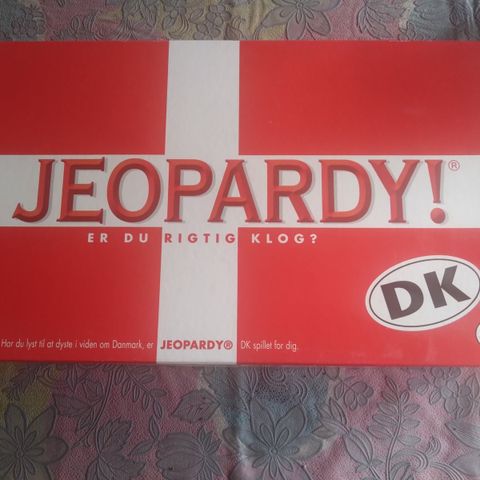 JEOPARDY!®
ER DU RIGTIG KLOG?
DK
Har du lyst til at dyste i viden om Danmark, er JEOPARDY® DK spillet for dig.